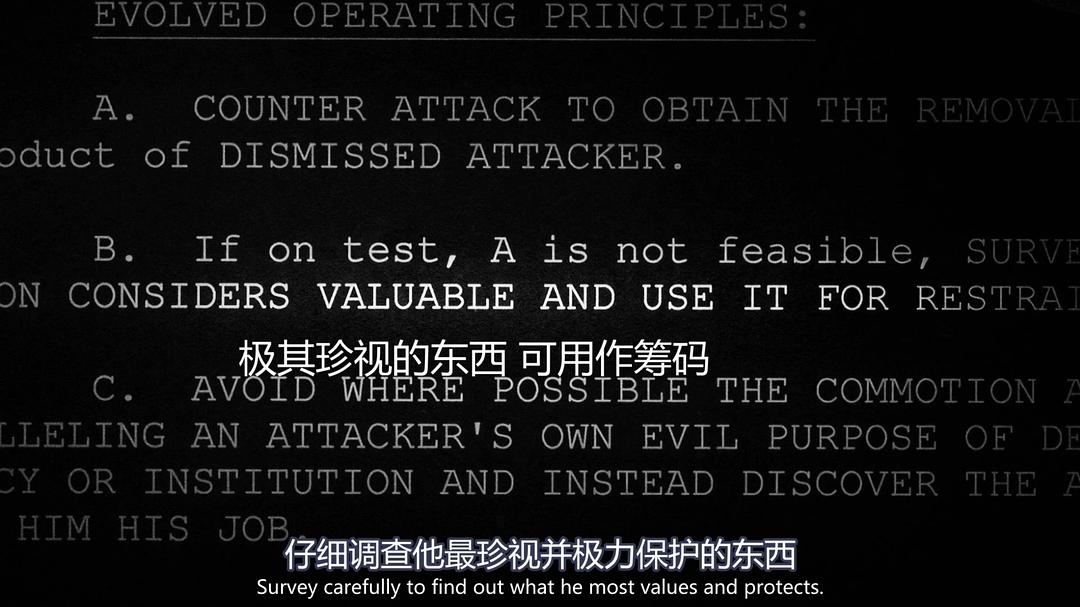 EVOLVED OPERATING PRINCIPLES:
A. COUNTER ATTACK TO OBTAIN THE REMOVAL
oduct of DISMISSED ATTACKER.
B. If on test, A is not feasible, SURVE
ON CONSIDERS VALUABLE AND USE IT FOR RESTRAI
极其珍视的东西 可用作筹码
C. AVOID WHERE POSSIBLE THE COMMOTION A
LLELING AN ATTACKER'S OWN EVIL PURPOSE OF DE
CY OR INSTITUTION AND INSTEAD DISCOVER THE A
HIM HIS JOB.
仔细调查他最珍视并极力保护的东西
Survey carefully to find out what he most values and protects.